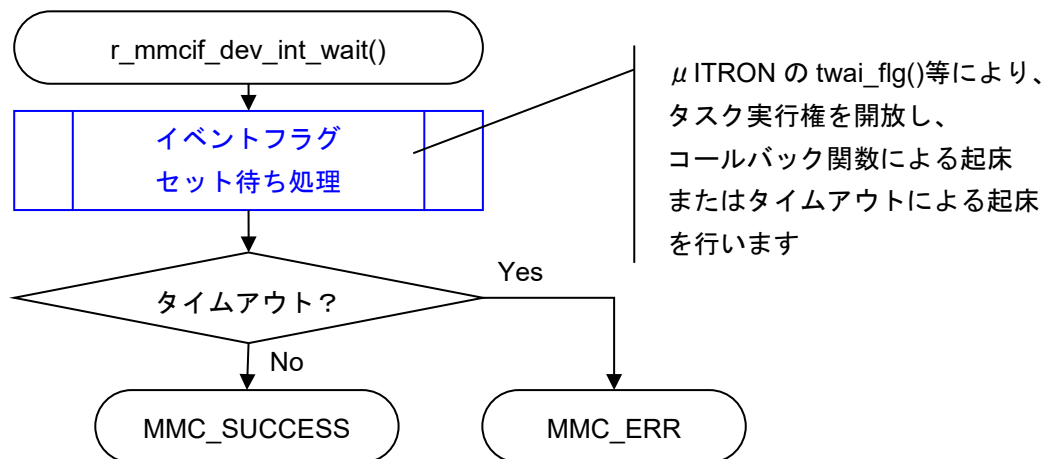 r_mmcif_dev_int_wait()
イベントフラグ
セット待ち処理
μ ITRON の twai_flg()等により、
タスク実行権を開放し、
コールバック関数による起床
またはタイムアウトによる起床
を行います
タイムアウト？
Yes
No
MMC_SUCCESS
MMC_ERR